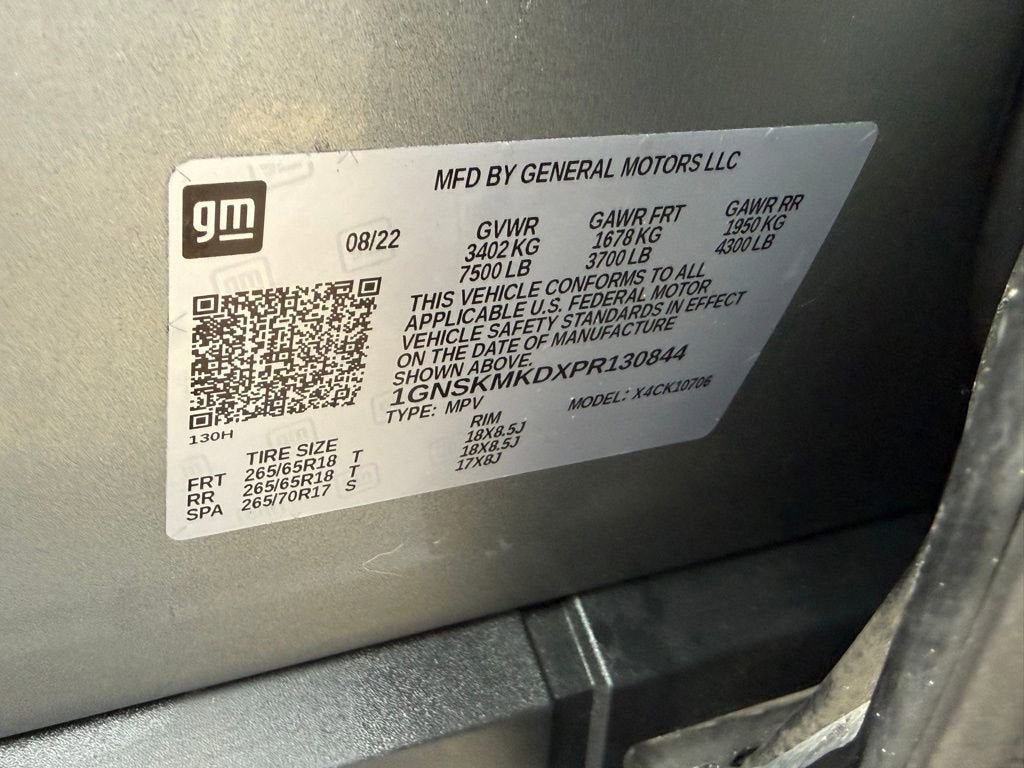 MFD BY GENERAL MOTORS LLC
gm
08/22
GVWR GAWR FRT GAWR RR
3402 KG 1678 KG 1950 KG
7500 LB 3700 LB 4300 LB
THIS VEHICLE CONFORMS TO ALL
APPLICABLE U.S. FEDERAL MOTOR
VEHICLE SAFETY STANDARDS IN EFFECT
ON THE DATE OF MANUFACTURE
SHOWN ABOVE.
1GNSKMKDXPR130844
TYPE: MPV MODEL: X4CK10706
130H
TIRE SIZE RIM
FRT 265/65R18 T 18X8.5J
RR 265/65R18 T 18X8.5J
SPA 265/70R17 S 17X8J